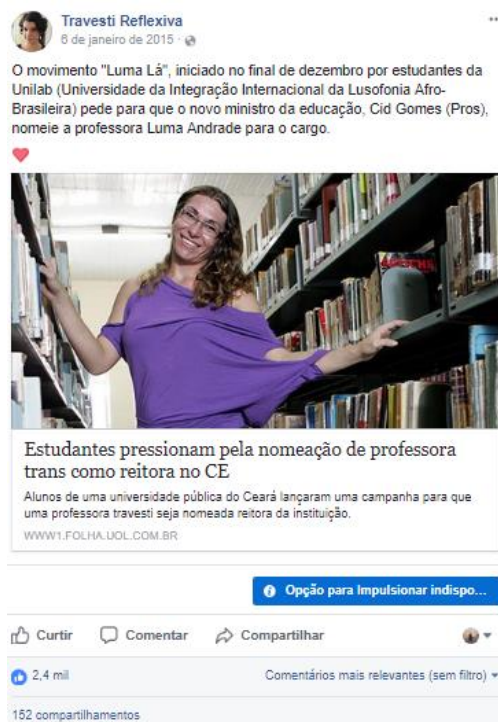 Travesti Reflexiva
6 de janeiro de 2015 ·
O movimento "Luma Lá", iniciado no final de dezembro por estudantes da
Unilab (Universidade da Integração Internacional da Lusofonia Afro-
Brasileira) pede para que o novo ministro da educação, Cid Gomes (Pros),
nomeie a professora Luma Andrade para o cargo.
Estudantes pressionam pela nomeação de professora
trans como reitora no CE
Alunos de uma universidade pública do Ceará lançaram uma campanha para que
uma professora travesti seja nomeada reitora da instituição.
WWW1.FOLHA.UOL.COM.BR
Opção para Impulsionar indispo...
Curtir Comentar Compartilhar
2,4 mil Comentários mais relevantes (sem filtro)
152 compartilhamentos